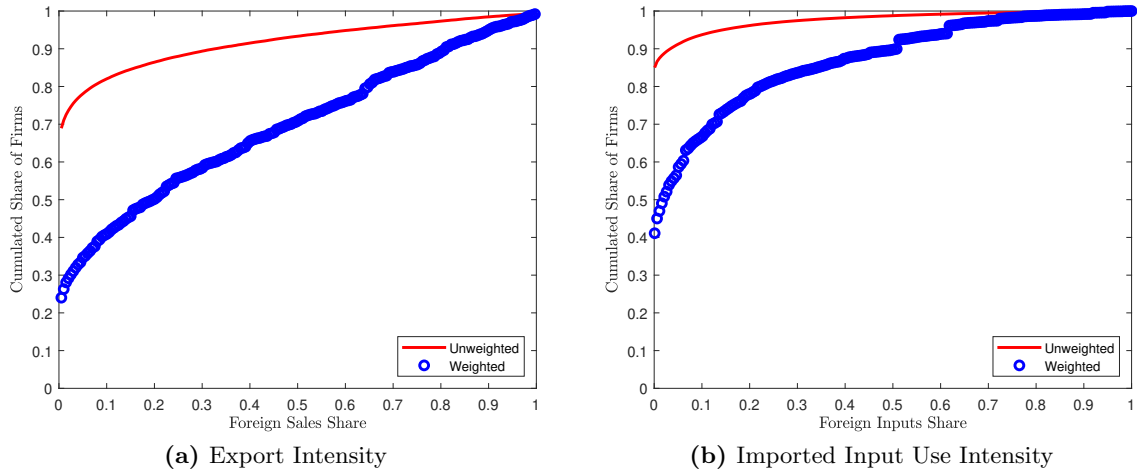 Cumulated Share of Firms
1
0.9
0.8
0.7
0.6
0.5
0.4
0.3
0.2
0.1
0
0 0.1 0.2 0.3 0.4 0.5 0.6 0.7 0.8 0.9 1
Foreign Sales Share
Unweighted
Weighted
(a) Export Intensity
Cumulated Share of Firms
1
0.9
0.8
0.7
0.6
0.5
0.4
0.3
0.2
0.1
0
0 0.1 0.2 0.3 0.4 0.5 0.6 0.7 0.8 0.9 1
Foreign Inputs Share
Unweighted
Weighted
(b) Imported Input Use Intensity